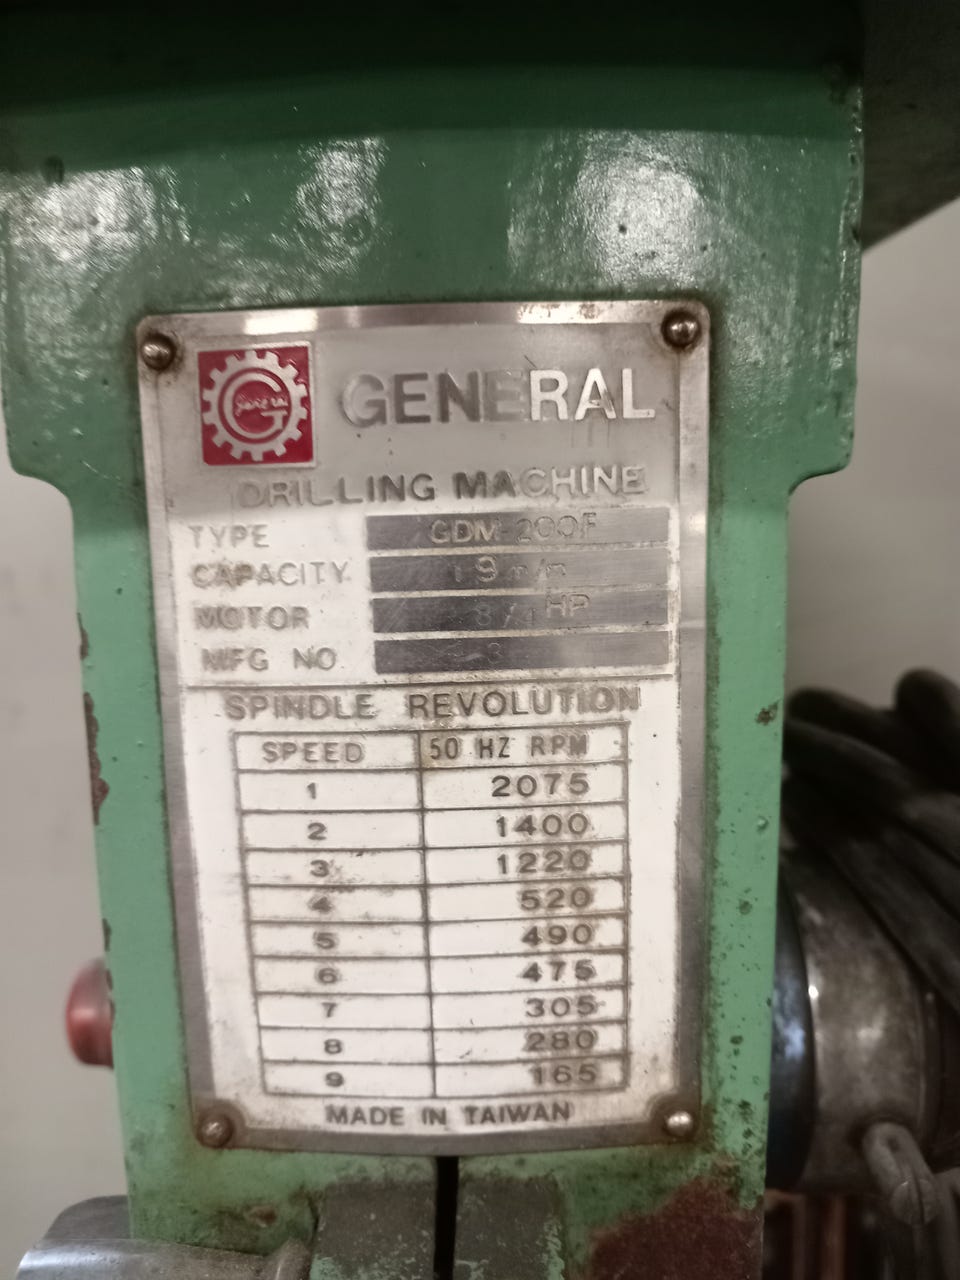 General
GENERAL
DRILLING MACHINE
TYPE GDM-200F
CAPACITY 19 m/m
MOTOR HP
MFG NO
SPINDLE REVOLUTION
SPEED 50 HZ RPM
1 2075
2 1400
3 1220
4 520
5 490
6 475
7 305
8 280
9 165
MADE IN TAIWAN